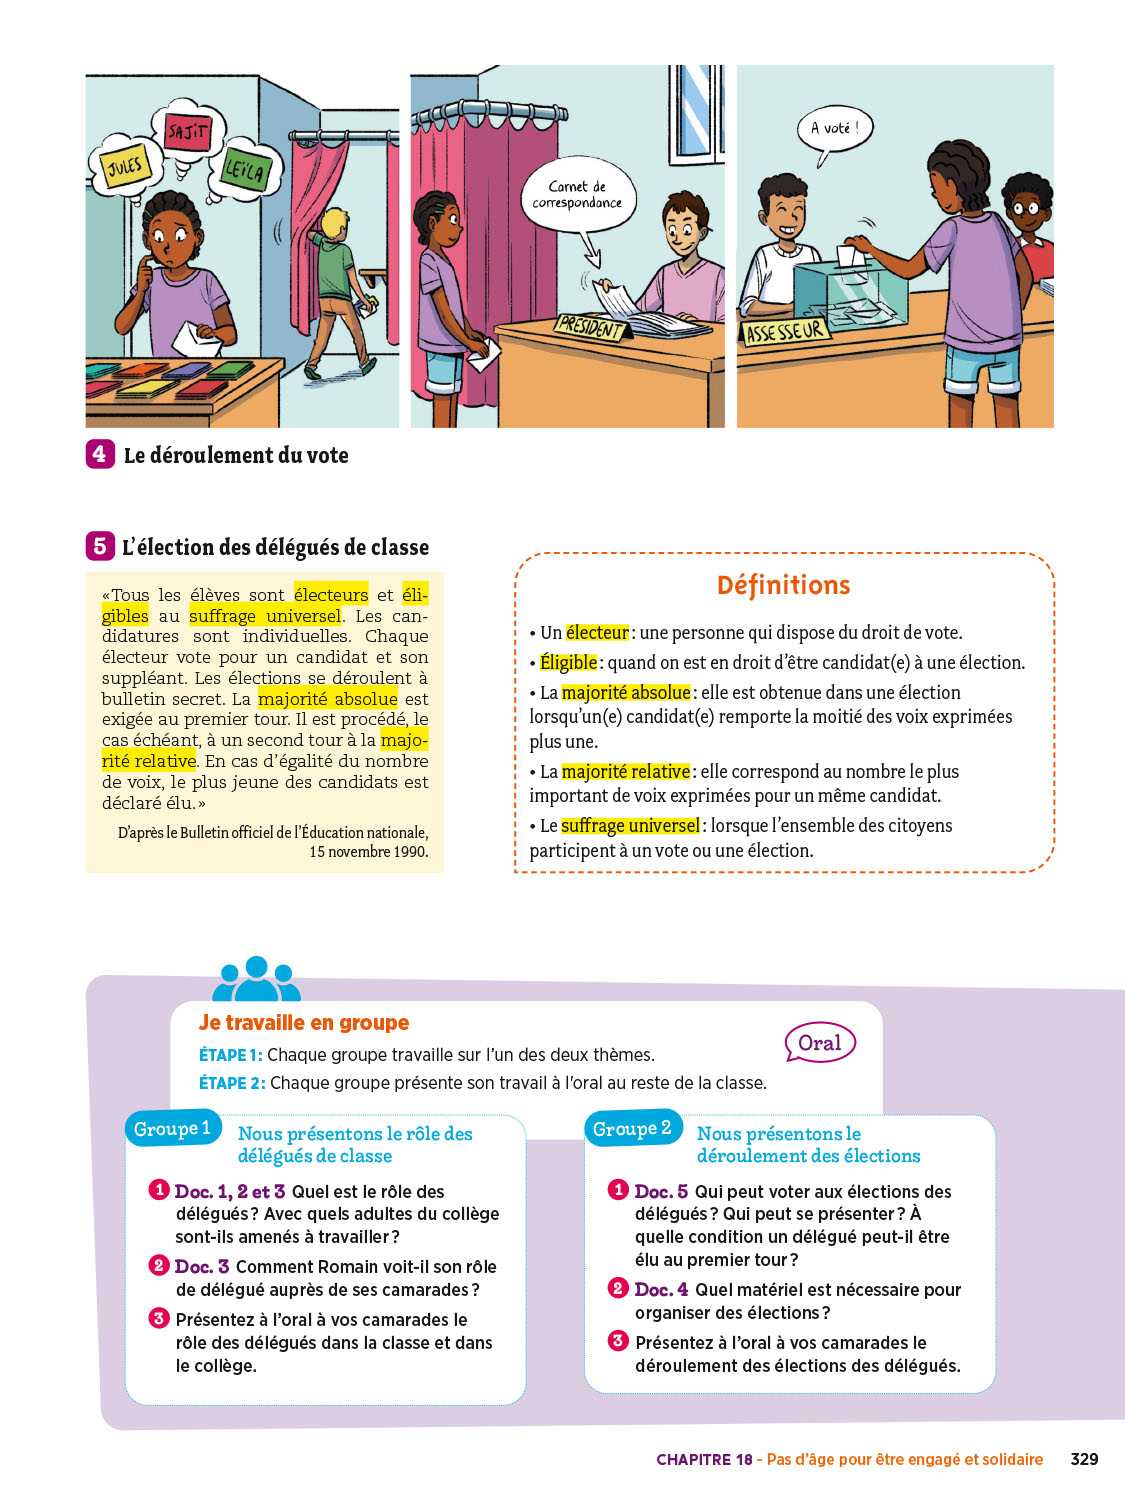 JULES
SAJIT
LEÏLA
Carnet de
correspondance
PRÉSIDENT
A voté !
ASSESSEUR
4 Le déroulement du vote
5 L'élection des délégués de classe
«Tous les élèves sont électeurs et éli-
gibles au suffrage universel. Les can-
didatures sont individuelles. Chaque
électeur vote pour un candidat et son
suppléant. Les élections se déroulent à
bulletin secret. La majorité absolue est
exigée au premier tour. Il est procédé, le
cas échéant, à un second tour à la majo-
rité relative. En cas d'égalité du nombre
de voix, le plus jeune des candidats est
déclaré élu.»
D'après le Bulletin officiel de l'Éducation nationale,
15 novembre 1990.
Définitions
• Un électeur : une personne qui dispose du droit de vote.
• Éligible : quand on est en droit d'être candidat(e) à une élection.
• La majorité absolue : elle est obtenue dans une élection
lorsqu'un(e) candidat(e) remporte la moitié des voix exprimées
plus une.
• La majorité relative : elle correspond au nombre le plus
important de voix exprimées pour un même candidat.
• Le suffrage universel : lorsque l'ensemble des citoyens
participent à un vote ou une élection.
Je travaille en groupe
Oral
ÉTAPE 1 : Chaque groupe travaille sur l'un des deux thèmes.
ÉTAPE 2 : Chaque groupe présente son travail à l'oral au reste de la classe.
Groupe 1
Nous présentons le rôle des
délégués de classe
1 Doc. 1, 2 et 3 Quel est le rôle des
délégués ? Avec quels adultes du collège
sont-ils amenés à travailler ?
2 Doc. 3 Comment Romain voit-il son rôle
de délégué auprès de ses camarades ?
3 Présentez à l'oral à vos camarades le
rôle des délégués dans la classe et dans
le collège.
Groupe 2
Nous présentons le
déroulement des élections
1 Doc. 5 Qui peut voter aux élections des
délégués ? Qui peut se présenter ? À
quelle condition un délégué peut-il être
élu au premier tour ?
2 Doc. 4 Quel matériel est nécessaire pour
organiser des élections ?
3 Présentez à l'oral à vos camarades le
déroulement des élections des délégués.
CHAPITRE 18 - Pas d'âge pour être engagé et solidaire 329